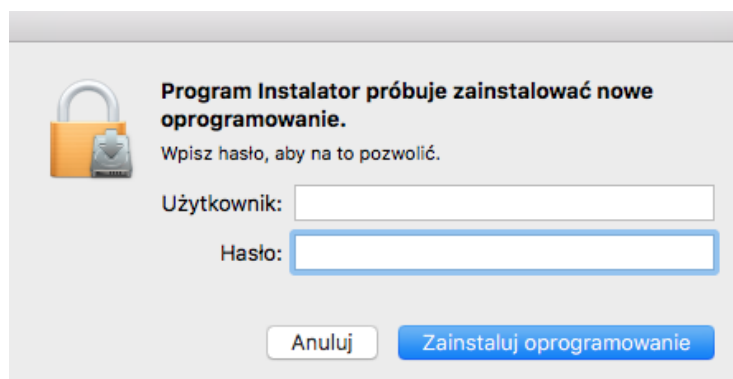 Program Instalator próbuje zainstalować nowe
oprogramowanie.
Wpisz hasło, aby na to pozwolić.
Użytkownik:
Hasło:
Anuluj
Zainstaluj oprogramowanie